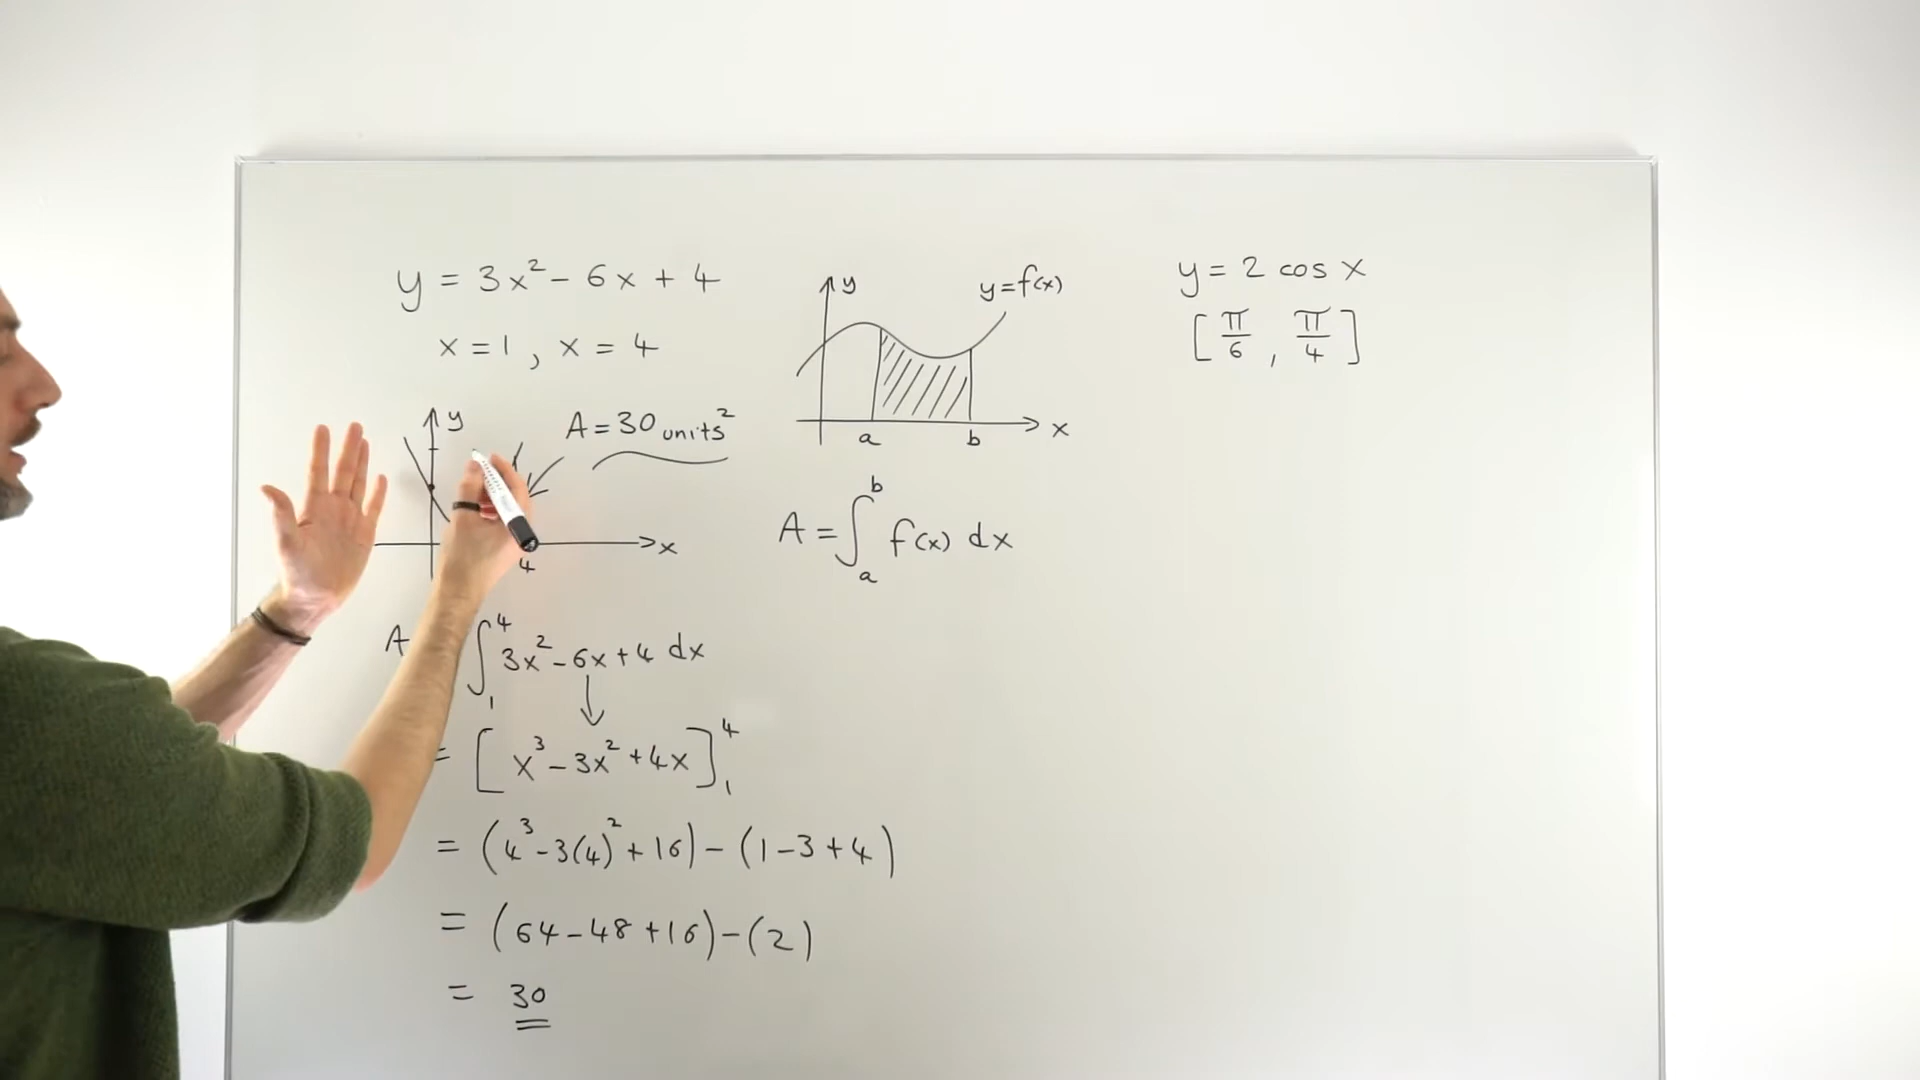 y = 3x² - 6x + 4
x = 1, x = 4
y
A = 30 units²
x
4
A
∫₁⁴ 3x² - 6x + 4 dx
= [x³ - 3x² + 4x]₁⁴
= (4³ - 3(4)² + 16) - (1 - 3 + 4)
= (64 - 48 + 16) - (2)
= 30
y
y = f(x)
a
b
x
A = ∫ₐᵇ f(x) dx
y = 2 cos x
[π/6, π/4]